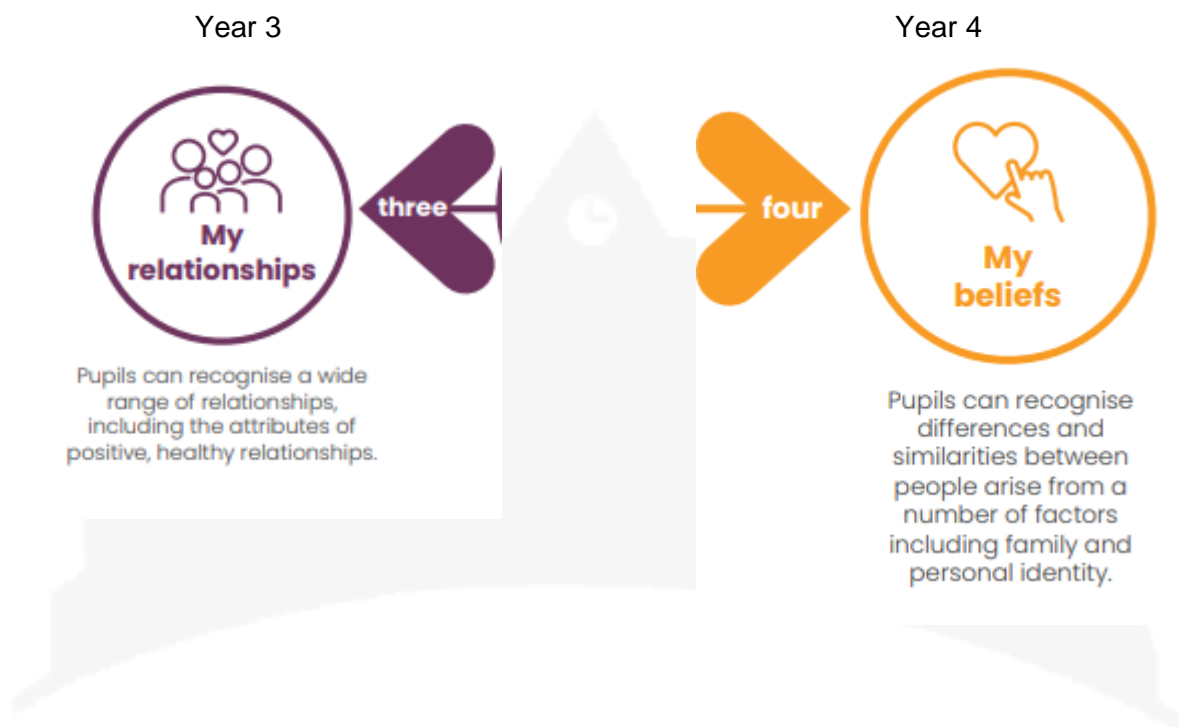 Year 3
Year 4
three
My
relationships
Pupils can recognise a wide
range of relationships,
including the attributes of
positive, healthy relationships.
four
My
beliefs
Pupils can recognise
differences and
similarities between
people arise from a
number of factors
including family and
personal identity.